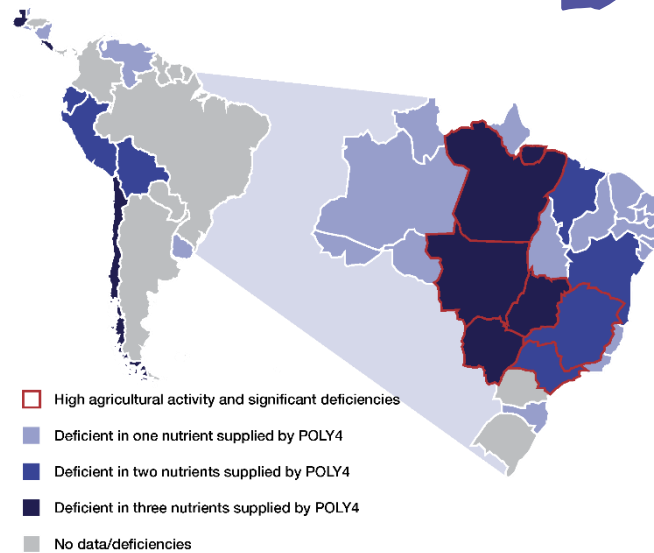 High agricultural activity and significant deficiencies
Deficient in one nutrient supplied by POLY4
Deficient in two nutrients supplied by POLY4
Deficient in three nutrients supplied by POLY4
No data/deficiencies